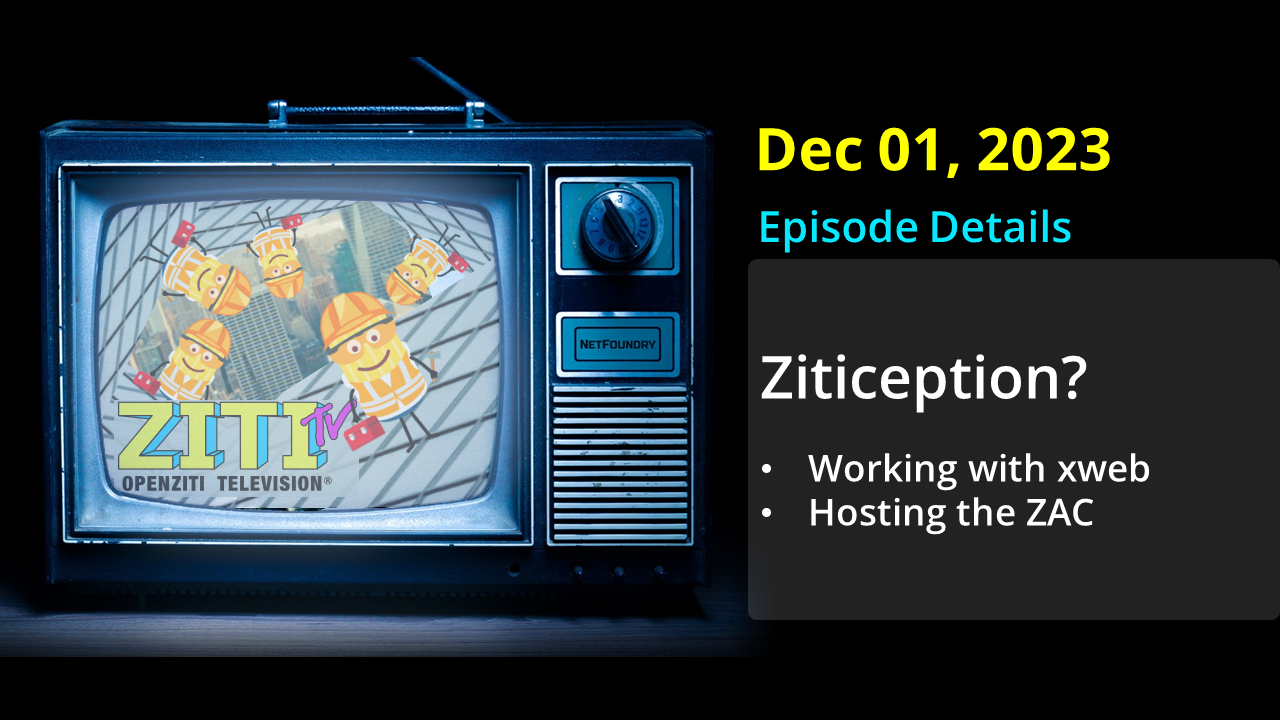 Dec 01, 2023
Episode Details
NETFOUNDRY
Zitiception?
• Working with xweb
• Hosting the ZAC
ZITI TV
OPENZITI TELEVISION®